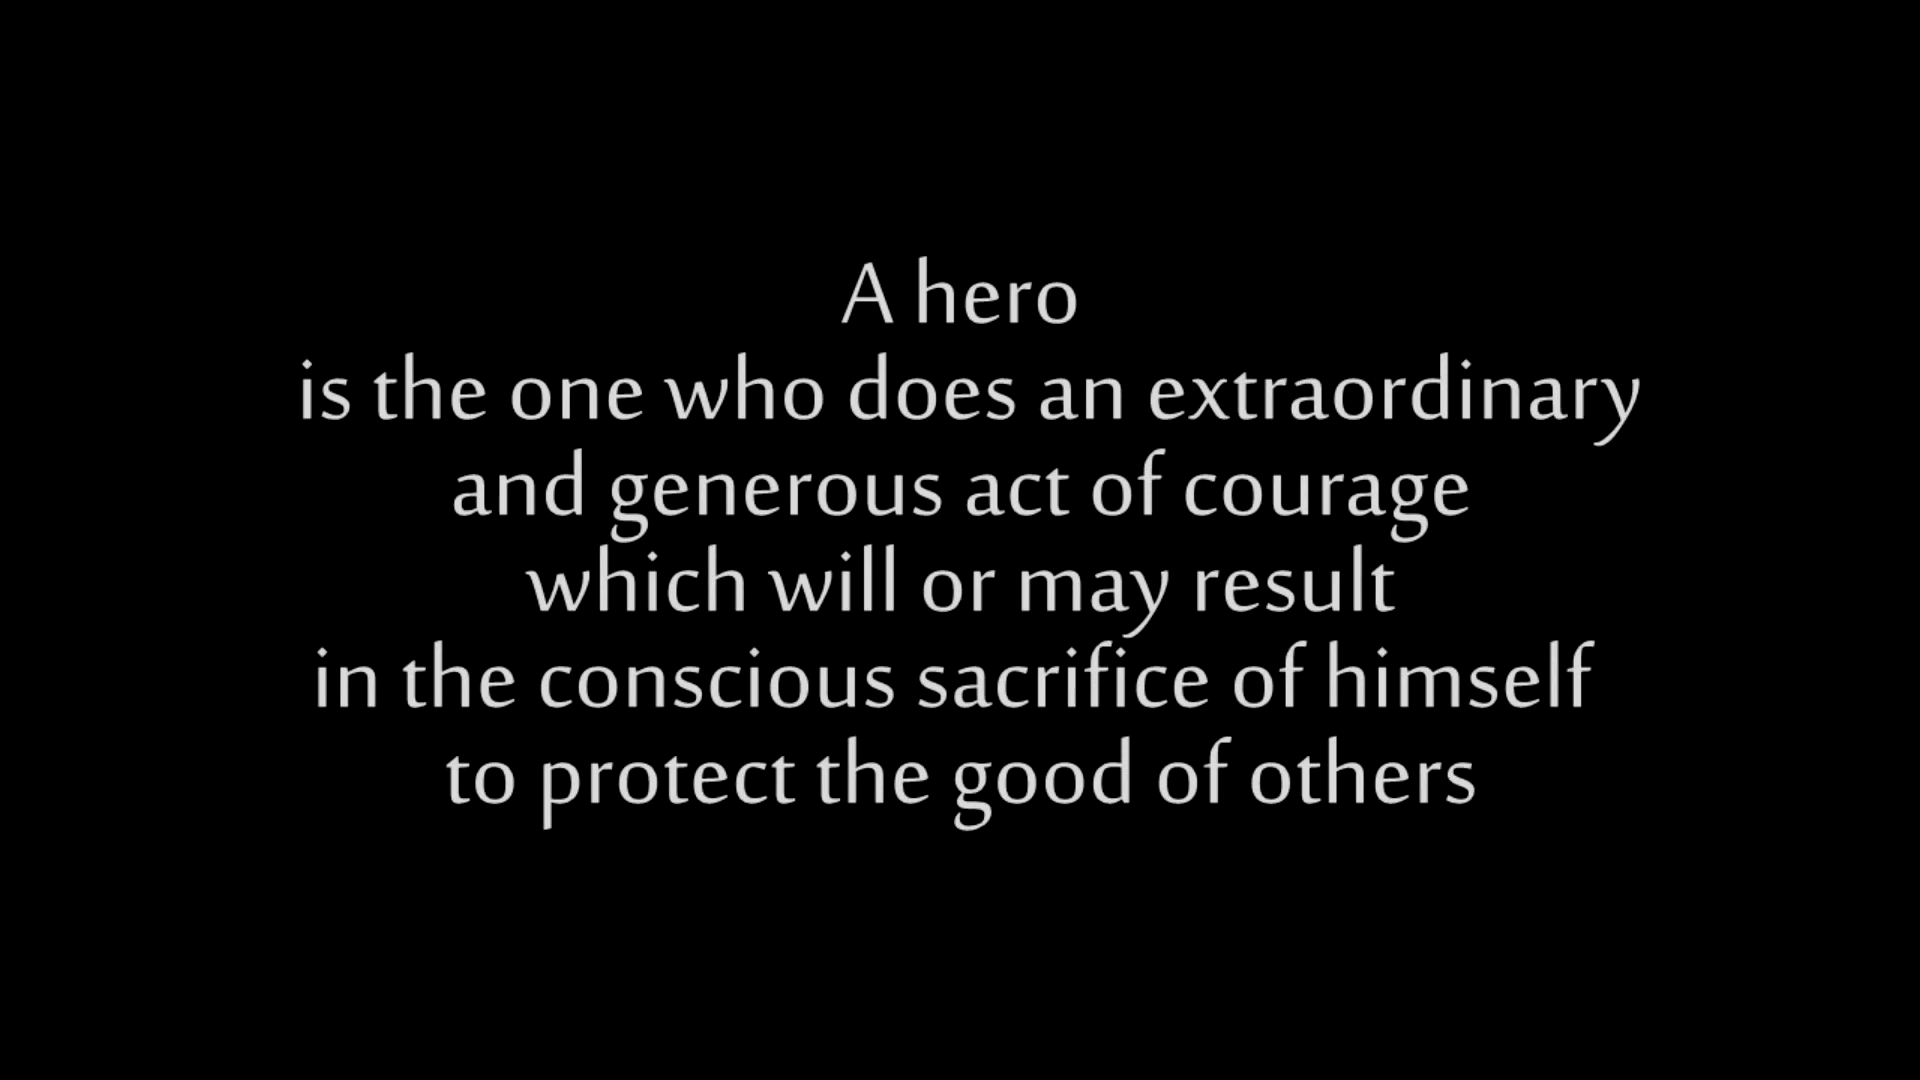 A hero
is the one who does an extraordinary
and generous act of courage
which will or may result
in the conscious sacrifice of himself
to protect the good of others